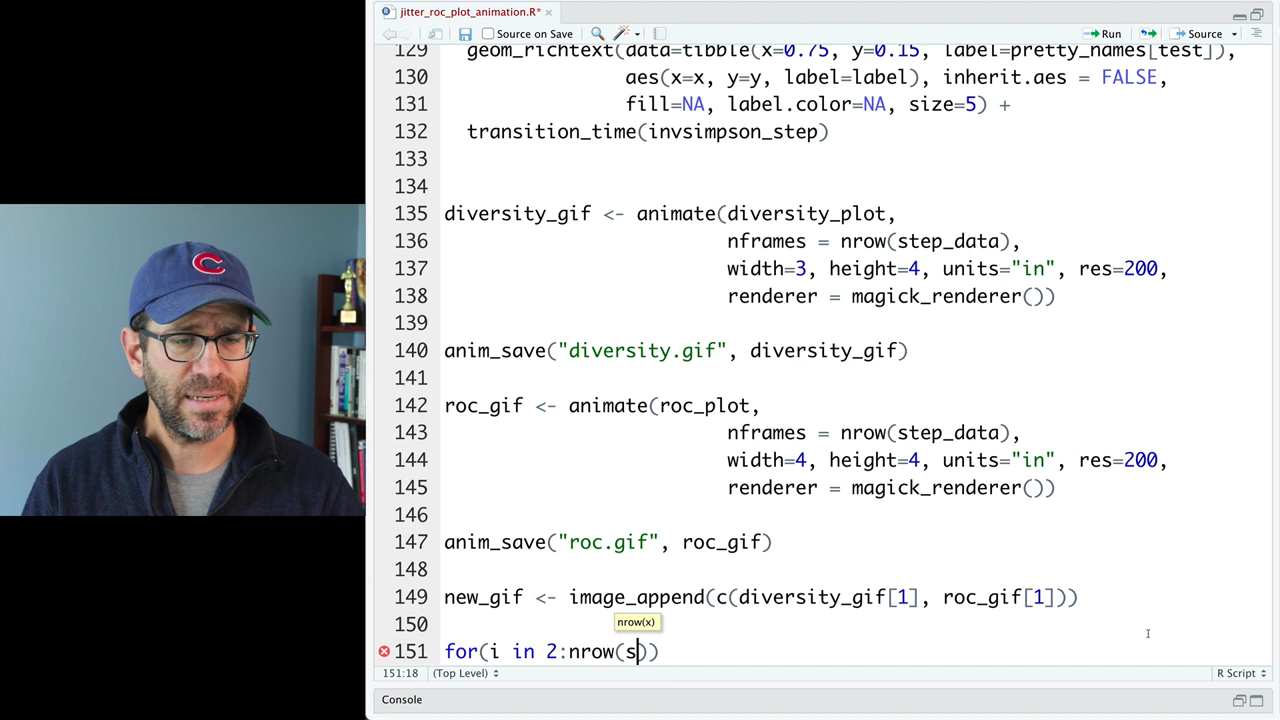 jitter_roc_plot_animation.R*
Source on Save
Run
Source
129 geom_richtext(data=tibble(x=0.75, y=0.15, label=pretty_names[test]),
130 aes(x=x, y=y, label=label), inherit.aes = FALSE,
131 fill=NA, label.color=NA, size=5) +
132 transition_time(invsimpson_step)
133
134
135 diversity_gif <- animate(diversity_plot,
136 nframes = nrow(step_data),
137 width=3, height=4, units="in", res=200,
138 renderer = magick_renderer())
139
140 anim_save("diversity.gif", diversity_gif)
141
142 roc_gif <- animate(roc_plot,
143 nframes = nrow(step_data),
144 width=4, height=4, units="in", res=200,
145 renderer = magick_renderer())
146
147 anim_save("roc.gif", roc_gif)
148
149 new_gif <- image_append(c(diversity_gif[1], roc_gif[1]))
150
nrow(x)
151 for(i in 2:nrow(s))
151:18 (Top Level) R Script
Console
C